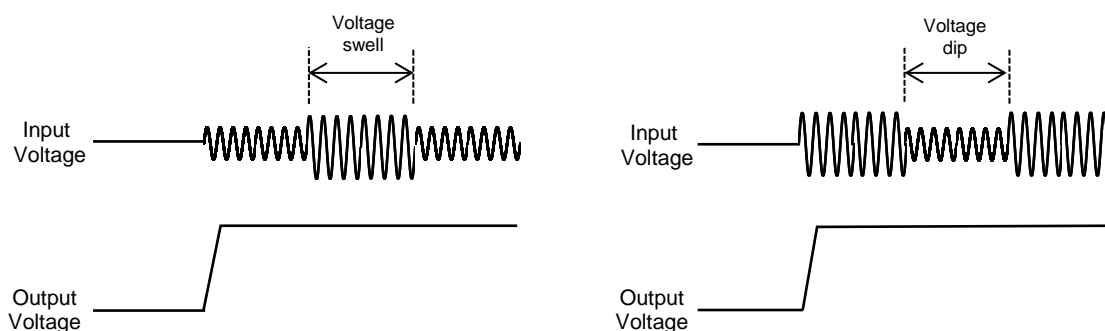 Voltage
swell
Input
Voltage
Output
Voltage
Voltage
dip
Input
Voltage
Output
Voltage